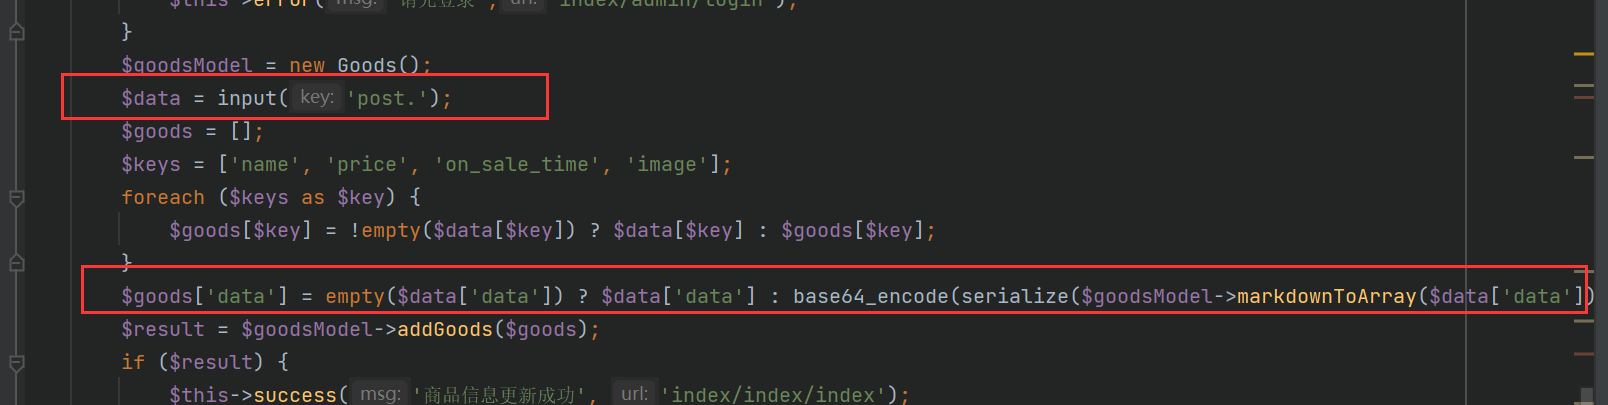 $this->error( msg: '请先登录', url: 'index/admin/login');
}
$goodsModel = new Goods();
$data = input( key: 'post.');
$goods = [];
$keys = ['name', 'price', 'on_sale_time', 'image'];
foreach ($keys as $key) {
$goods[$key] = !empty($data[$key]) ? $data[$key] : $goods[$key];
}
$goods['data'] = empty($data['data']) ? $data['data'] : base64_encode(serialize($goodsModel->markdownToArray($data['data'])
$result = $goodsModel->addGoods($goods);
if ($result) {
$this->success( msg: '商品信息更新成功', url: 'index/index/index');